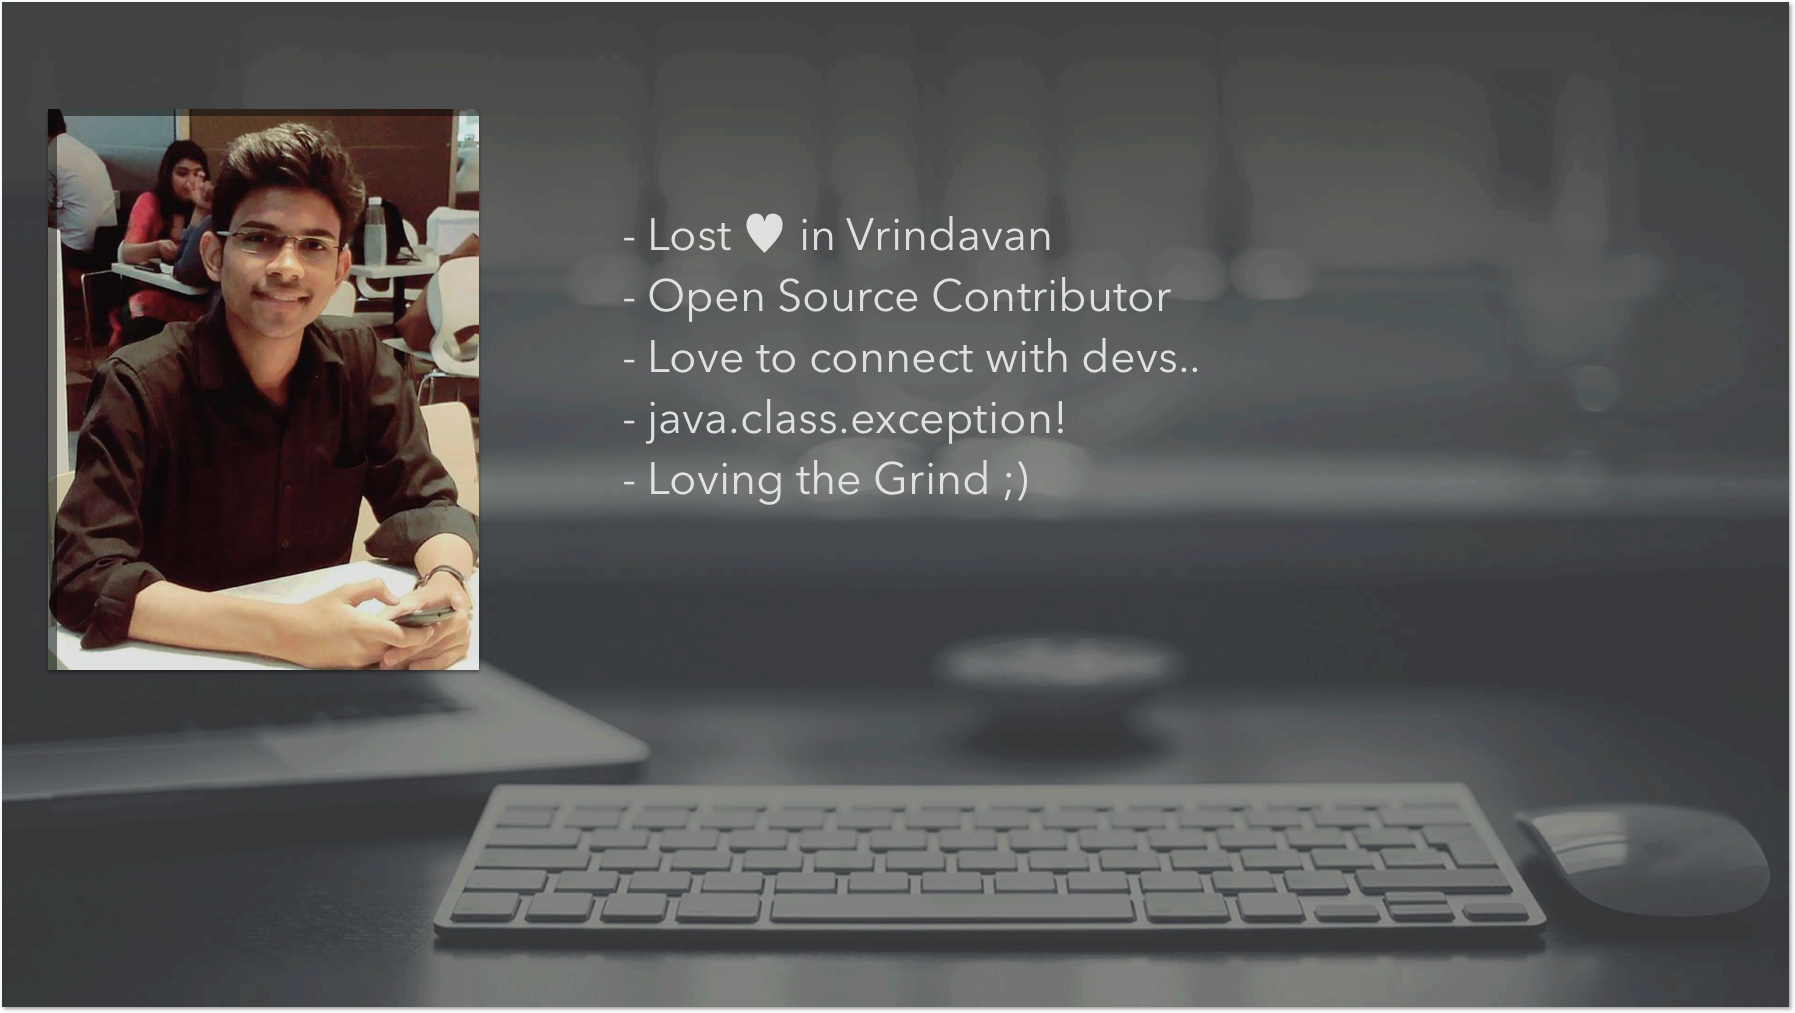 - Lost ♥ in Vrindavan
- Open Source Contributor
- Love to connect with devs..
- java.class.exception!
- Loving the Grind ;)